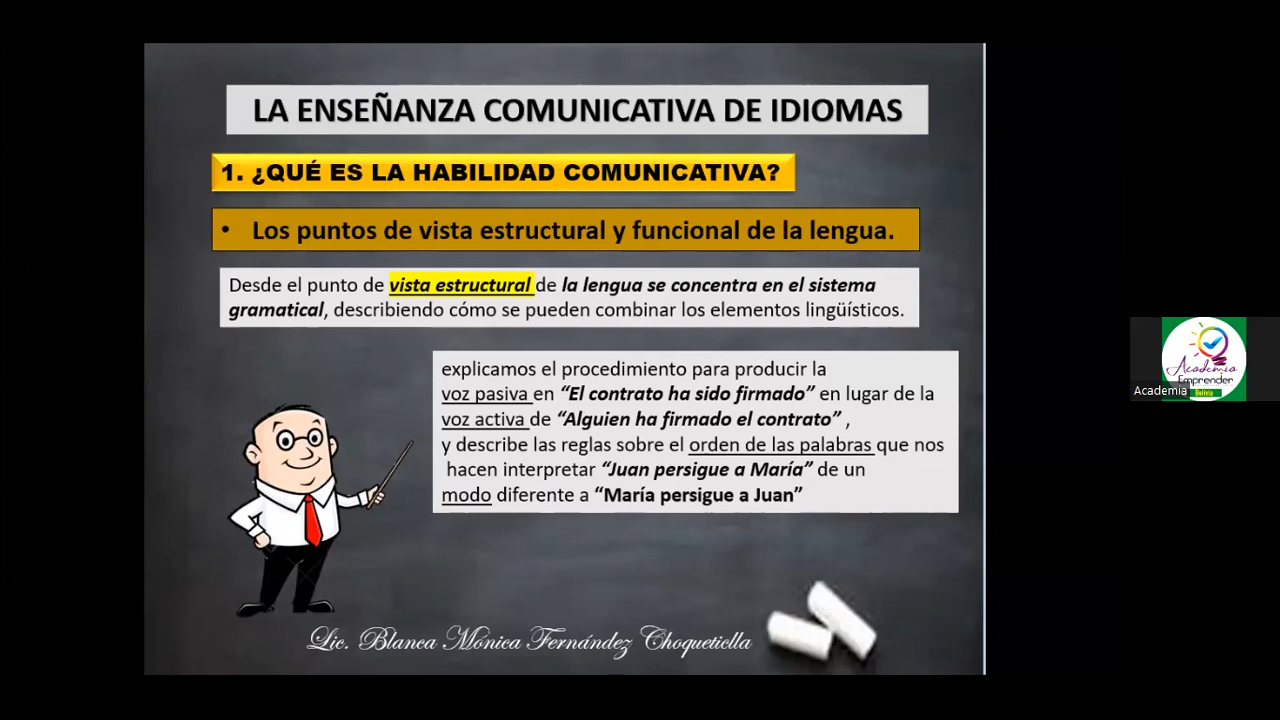 LA ENSEÑANZA COMUNICATIVA DE IDIOMAS
1. ¿QUÉ ES LA HABILIDAD COMUNICATIVA?
• Los puntos de vista estructural y funcional de la lengua.
Desde el punto de vista estructural de la lengua se concentra en el sistema
gramatical, describiendo cómo se pueden combinar los elementos lingüísticos.
explicamos el procedimiento para producir la
voz pasiva en “El contrato ha sido firmado” en lugar de la
voz activa de “Alguien ha firmado el contrato” ,
y describe las reglas sobre el orden de las palabras que nos
hacen interpretar “Juan persigue a María” de un
modo diferente a “María persigue a Juan”
Lic. Blanca Mónica Fernández Choqueticlla
Academia
Emprender
Bolivia
Academia